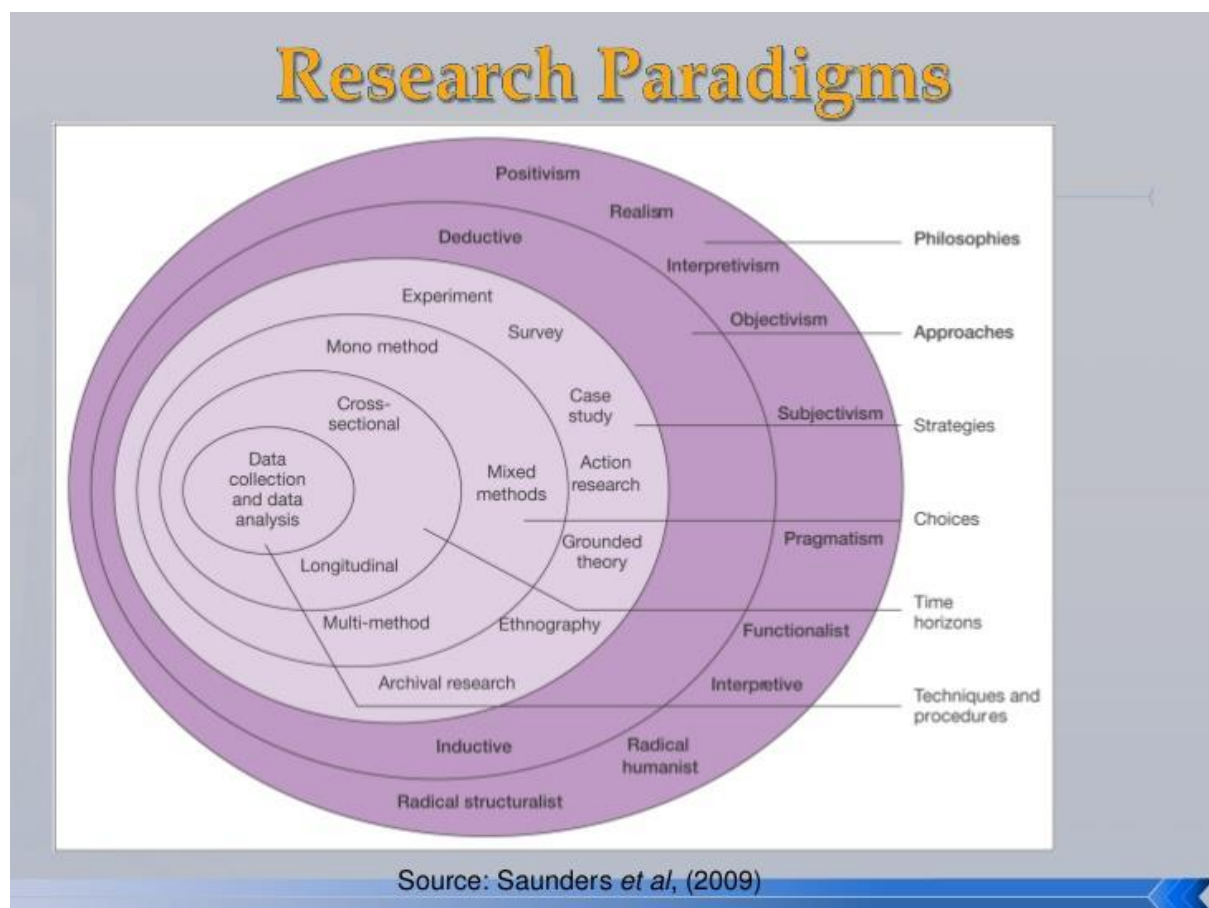 Research Paradigms
Positivism
Realism
Deductive
Philosophies
Interpretivism
Experiment
Objectivism
Survey
Approaches
Mono method
Case
study
Cross-
sectional
Subjectivism
Strategies
Data
collection
and data
analysis
Mixed
methods
Action
research
Choices
Grounded
theory
Pragmatism
Longitudinal
Time
horizons
Multi-method
Ethnography
Functionalist
Archival research
Interpretive
Techniques and
procedures
Inductive
Radical
humanist
Radical structuralist
Source: Saunders et al, (2009)